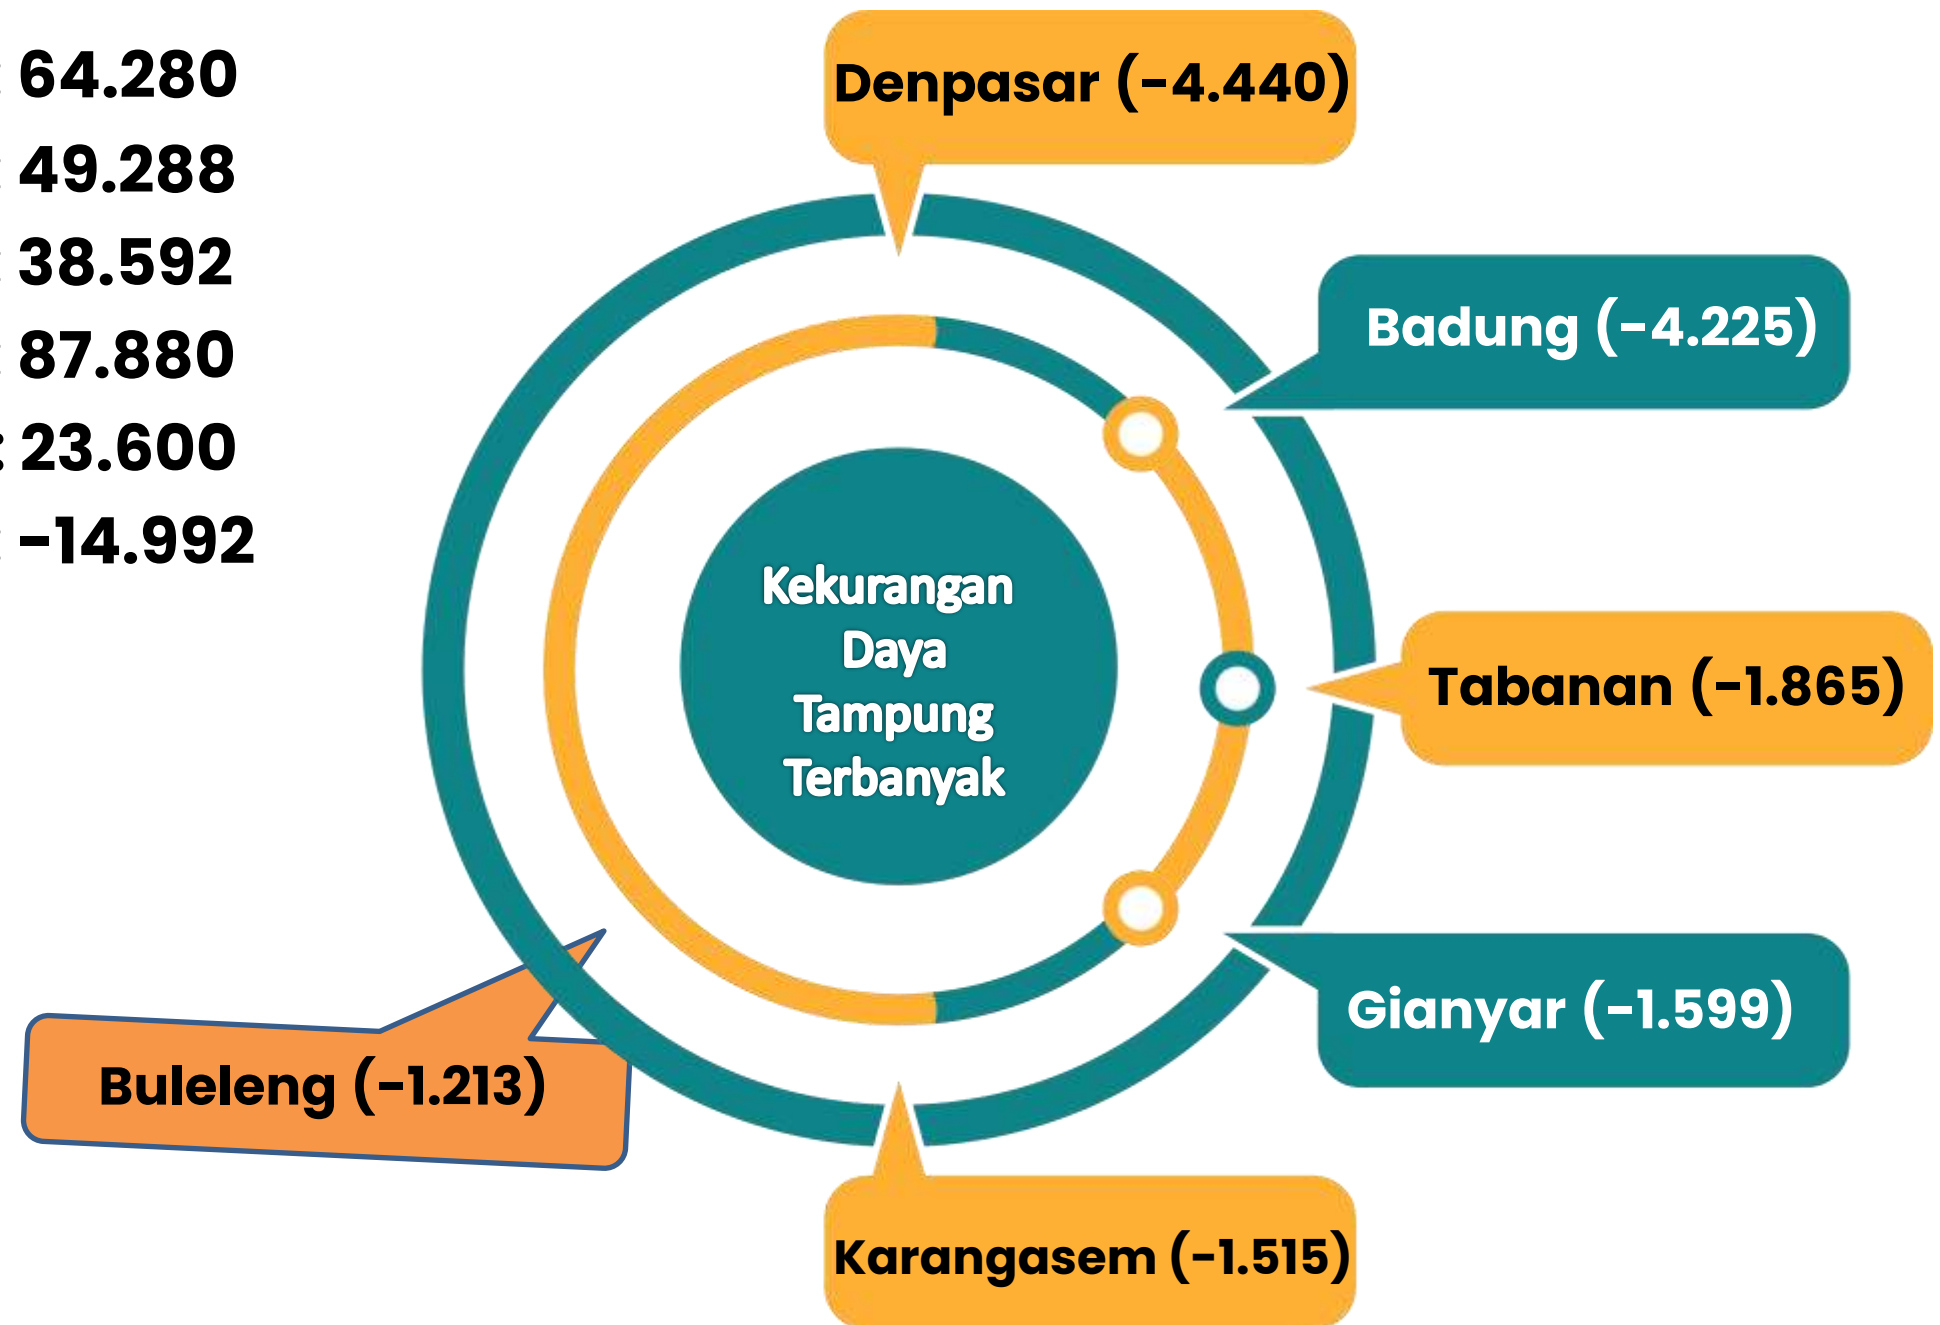 : 64.280
: 49.288
: 38.592
: 87.880
: 23.600
: -14.992
Denpasar (-4.440)
Badung (-4.225)
Tabanan (-1.865)
Gianyar (-1.599)
Karangasem (-1.515)
Buleleng (-1.213)
Kekurangan
Daya
Tampung
Terbanyak